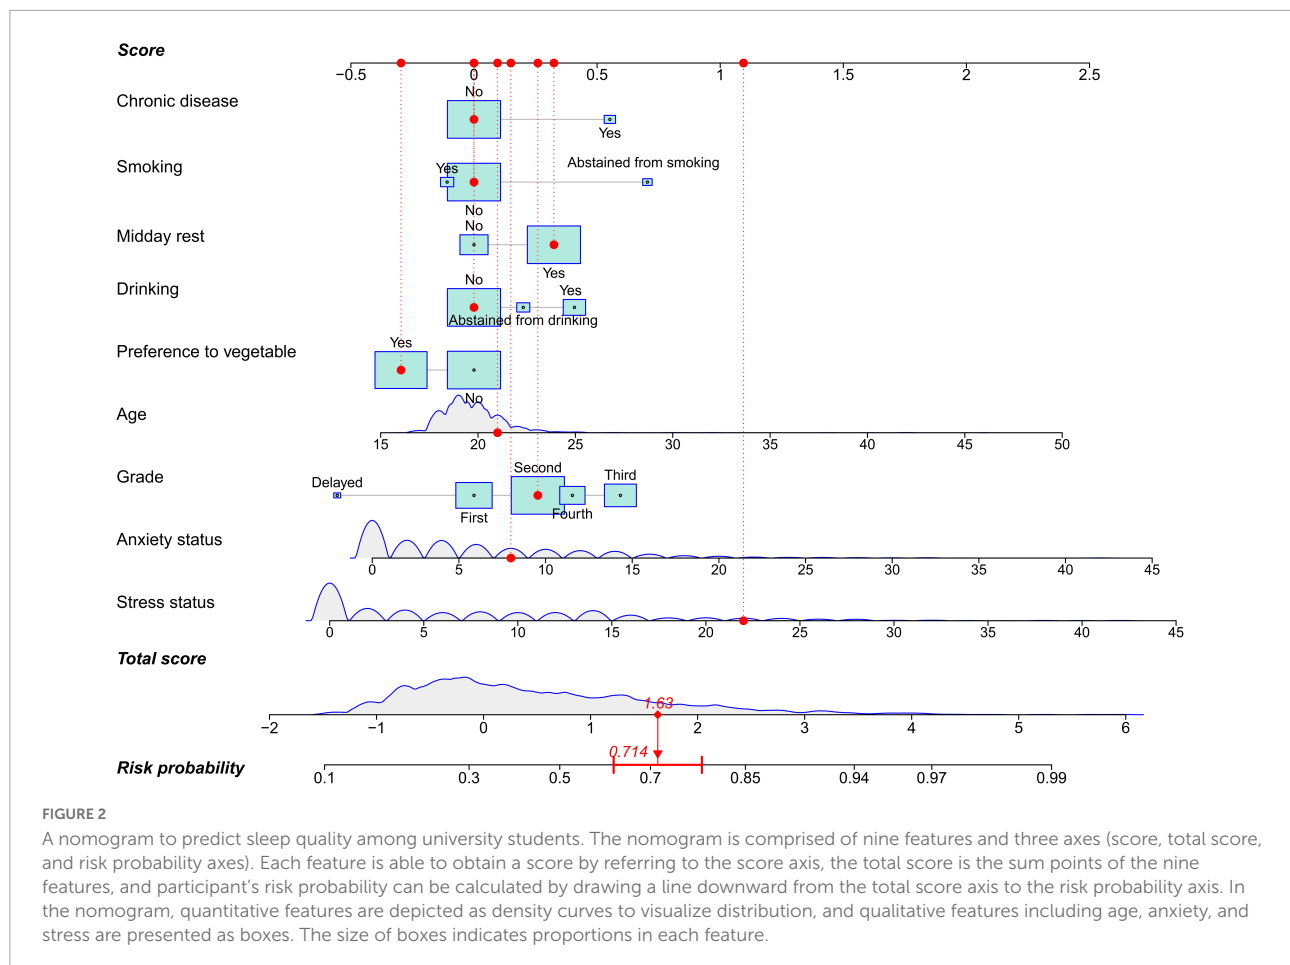 Score
−0.5 0 0.5 1 1.5 2 2.5
Chronic disease
No
Yes
Smoking
Yes
Abstained from smoking
No
Midday rest
No
Yes
Drinking
No
Yes
Abstained from drinking
Preference to vegetable
Yes
No
Age
15 20 25 30 35 40 45 50
Grade
Delayed
First
Second
Fourth
Third
Anxiety status
0 5 10 15 20 25 30 35 40 45
Stress status
0 5 10 15 20 25 30 35 40 45
Total score
1.63
−2 −1 0 1 2 3 4 5 6
0.714
Risk probability
0.1 0.3 0.5 0.7 0.85 0.94 0.97 0.99
FIGURE 2
A nomogram to predict sleep quality among university students. The nomogram is comprised of nine features and three axes (score, total score,
and risk probability axes). Each feature is able to obtain a score by referring to the score axis, the total score is the sum points of the nine
features, and participant's risk probability can be calculated by drawing a line downward from the total score axis to the risk probability axis. In
the nomogram, quantitative features are depicted as density curves to visualize distribution, and qualitative features including age, anxiety, and
stress are presented as boxes. The size of boxes indicates proportions in each feature.